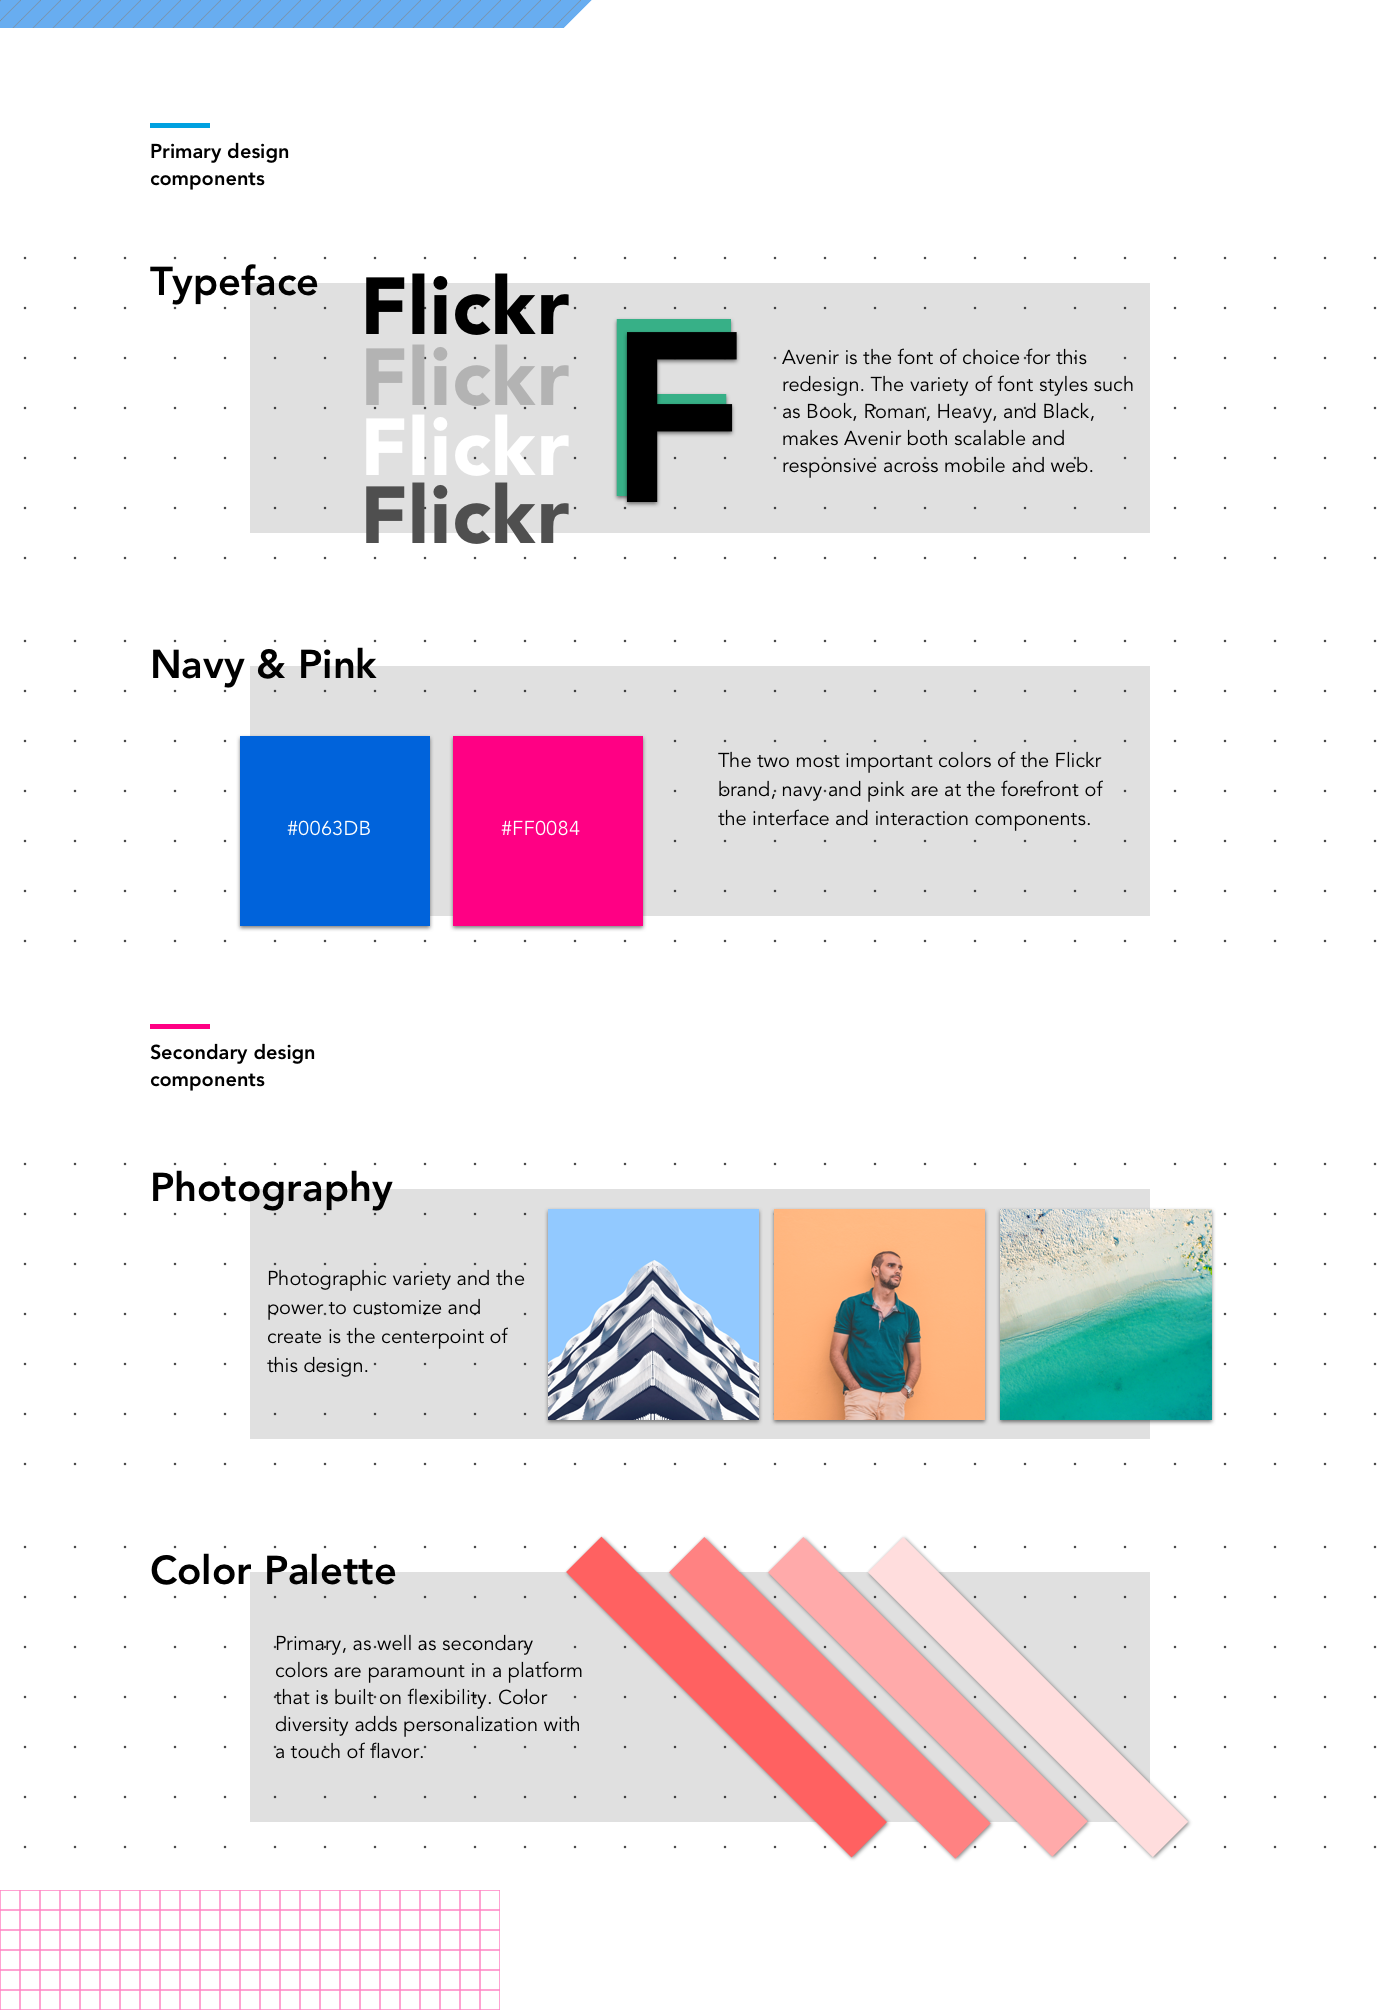 Primary design
components
Typeface
Flickr
Flickr
Flickr
Flickr
F
Avenir is the font of choice for this
redesign. The variety of font styles such
as Book, Roman, Heavy, and Black,
makes Avenir both scalable and
responsive across mobile and web.
Navy & Pink
#0063DB
#FF0084
The two most important colors of the Flickr
brand, navy and pink are at the forefront of
the interface and interaction components.
Secondary design
components
Photography
Photographic variety and the
power to customize and
create is the centerpoint of
this design.
Color Palette
Primary, as well as secondary
colors are paramount in a platform
that is built on flexibility. Color
diversity adds personalization with
a touch of flavor.